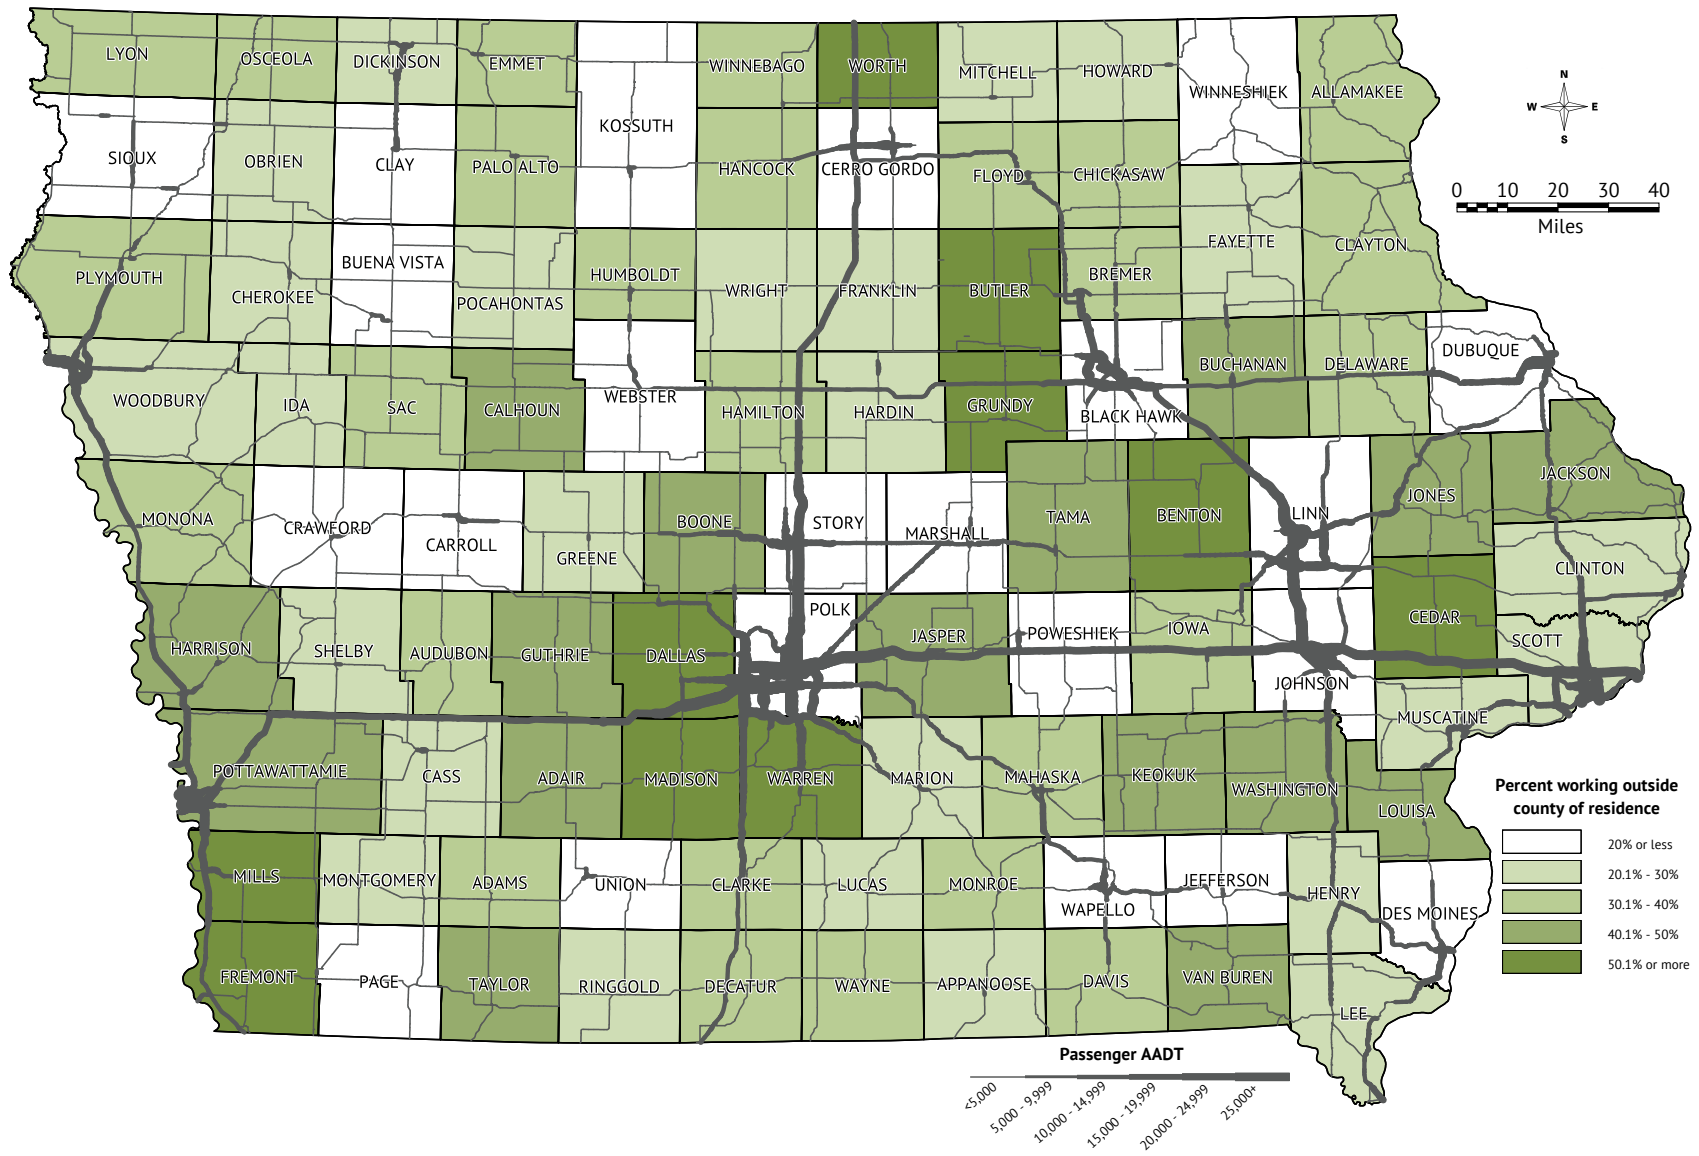 LYON
OSCEOLA
DICKINSON
EMMET
WINNEBAGO
WORTH
MITCHELL
HOWARD
WINNESHIEK
ALLAMAKEE
KOSSUTH
SIOUX
OBRIEN
CLAY
PALO ALTO
HANCOCK
CERRO GORDO
FLOYD
CHICKASAW
PLYMOUTH
CHEROKEE
BUENA VISTA
POCAHONTAS
HUMBOLDT
WRIGHT
FRANKLIN
BUTLER
BREMER
FAYETTE
CLAYTON
WOODBURY
IDA
SAC
CALHOUN
WEBSTER
HAMILTON
HARDIN
GRUNDY
BLACK HAWK
BUCHANAN
DELAWARE
DUBUQUE
MONONA
CRAWFORD
CARROLL
GREENE
BOONE
STORY
MARSHALL
TAMA
BENTON
LINN
JONES
JACKSON
CLINTON
HARRISON
SHELBY
AUDUBON
GUTHRIE
DALLAS
POLK
JASPER
POWESHIEK
IOWA
JOHNSON
CEDAR
SCOTT
MUSCATINE
POTTAWATTAMIE
CASS
ADAIR
MADISON
WARREN
MARION
MAHASKA
KEOKUK
WASHINGTON
LOUISA
MILLS
MONTGOMERY
ADAMS
UNION
CLARKE
LUCAS
MONROE
WAPELLO
JEFFERSON
HENRY
DES MOINES
FREMONT
PAGE
TAYLOR
RINGGOLD
DECATUR
WAYNE
APPANOOSE
DAVIS
VAN BUREN
LEE
N
W E
S
0 10 20 30 40
Miles
Percent working outside
county of residence
20% or less
20.1% - 30%
30.1% - 40%
40.1% - 50%
50.1% or more
Passenger AADT
<5,000
5,000 - 9,999
10,000 - 14,999
15,000 - 19,999
20,000 - 24,999
25,000+